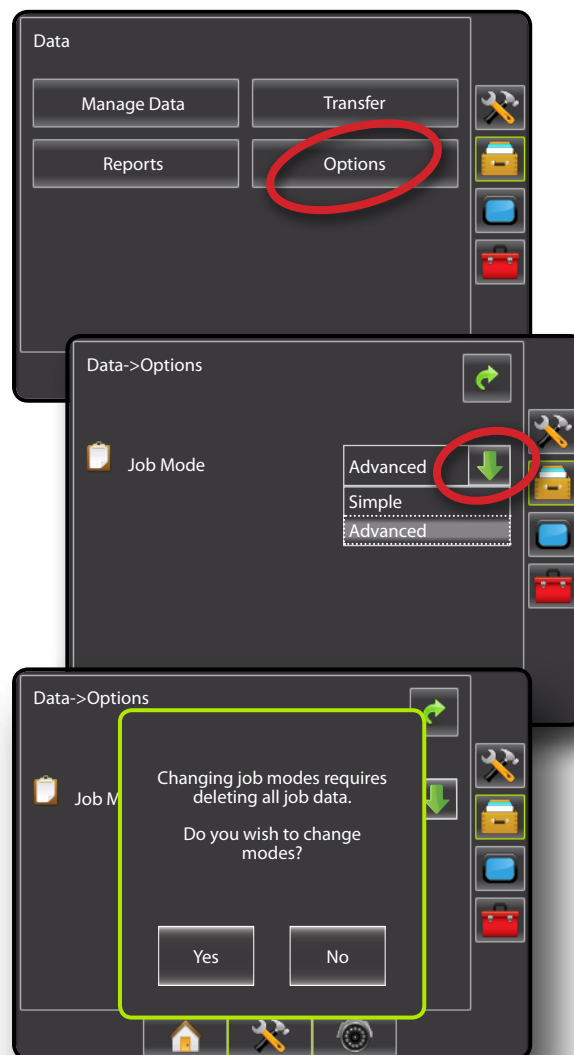 Data
Manage Data
Transfer
Reports
Options
Data->Options
Job Mode
Advanced
Simple
Advanced
Data->Options
Job M
Changing job modes requires
deleting all job data.
Do you wish to change
modes?
Yes
No